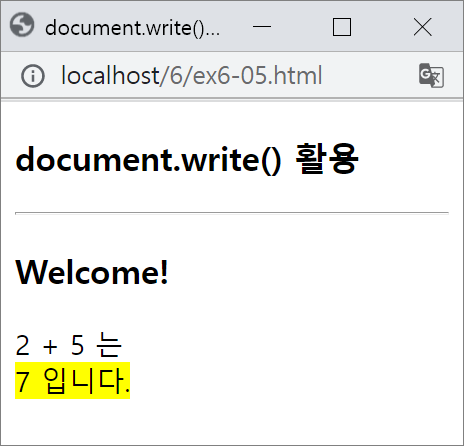 document.write()...
localhost/6/ex6-05.html
document.write() 활용
Welcome!
2 + 5 는
7 입니다.